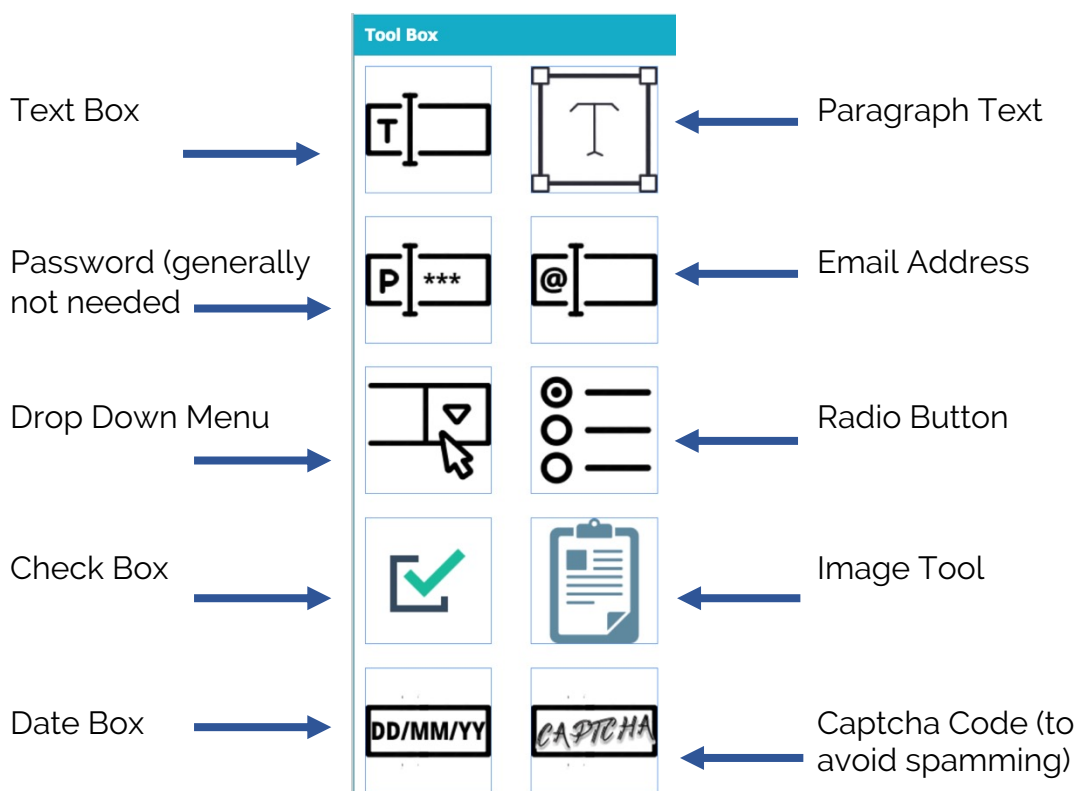 Tool Box
Text Box
T
T
Paragraph Text
Password (generally
not needed
P ***
@
Email Address
Drop Down Menu
Radio Button
Check Box
Image Tool
Date Box
DD/MM/YY
CAPTCHA
Captcha Code (to
avoid spamming)